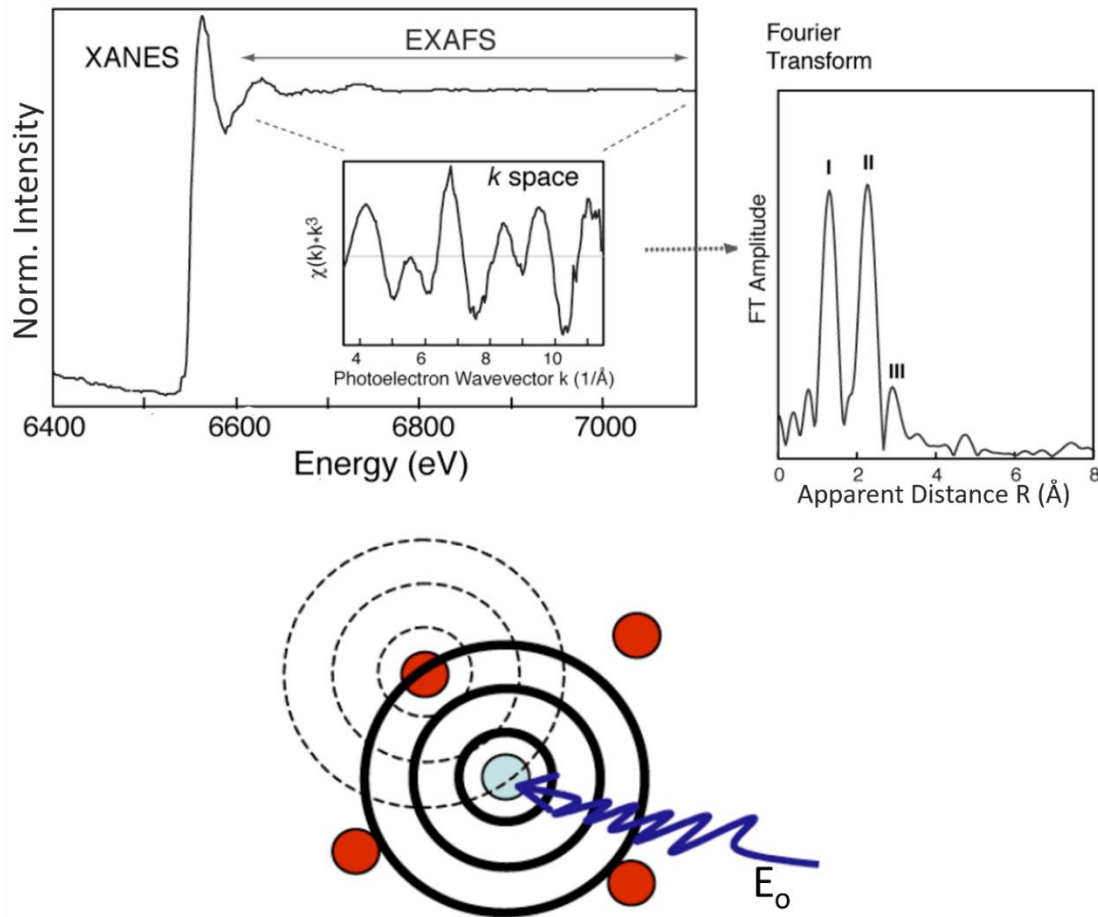 XANES
EXAFS
Norm. Intensity
k space
χ(k)*k³
4 6 8 10
Photoelectron Wavevector k (1/Å)
6400 6600 6800 7000
Energy (eV)
Fourier
Transform
I
II
III
FT Amplitude
0 2 4 6 8
Apparent Distance R (Å)
E₀